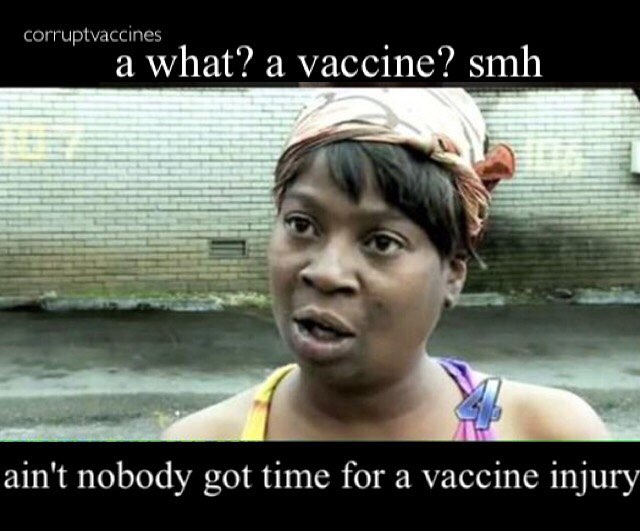 corruptvaccines
a what? a vaccine? smh
4
ain't nobody got time for a vaccine injury